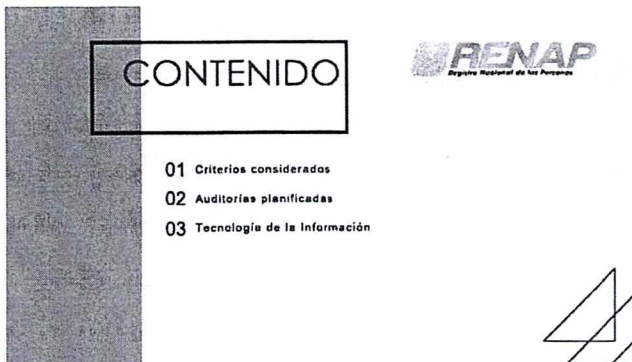 CONTENIDO
RENAP
Registro Nacional de las Personas
01 Criterios considerados
02 Auditorías planificadas
03 Tecnología de la Información